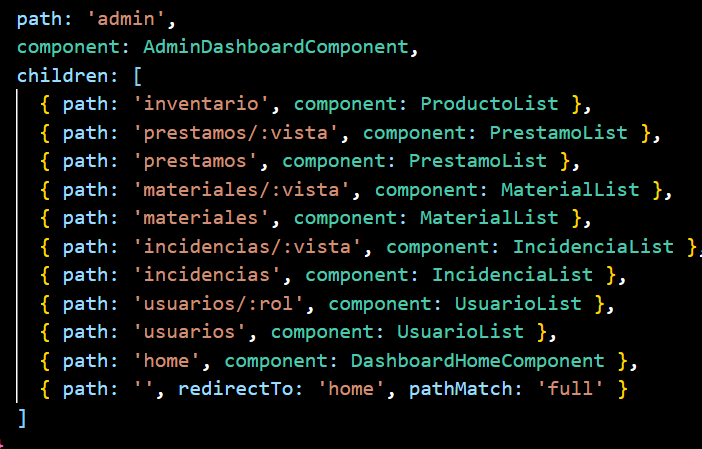 path: 'admin',
component: AdminDashboardComponent,
children: [
{ path: 'inventario', component: ProductoList },
{ path: 'prestamos/:vista', component: PrestamoList },
{ path: 'prestamos', component: PrestamoList },
{ path: 'materiales/:vista', component: MaterialList },
{ path: 'materiales', component: MaterialList },
{ path: 'incidencias/:vista', component: IncidenciaList },
{ path: 'incidencias', component: IncidenciaList },
{ path: 'usuarios/:rol', component: UsuarioList },
{ path: 'usuarios', component: UsuarioList },
{ path: 'home', component: DashboardHomeComponent },
{ path: '', redirectTo: 'home', pathMatch: 'full' }
]